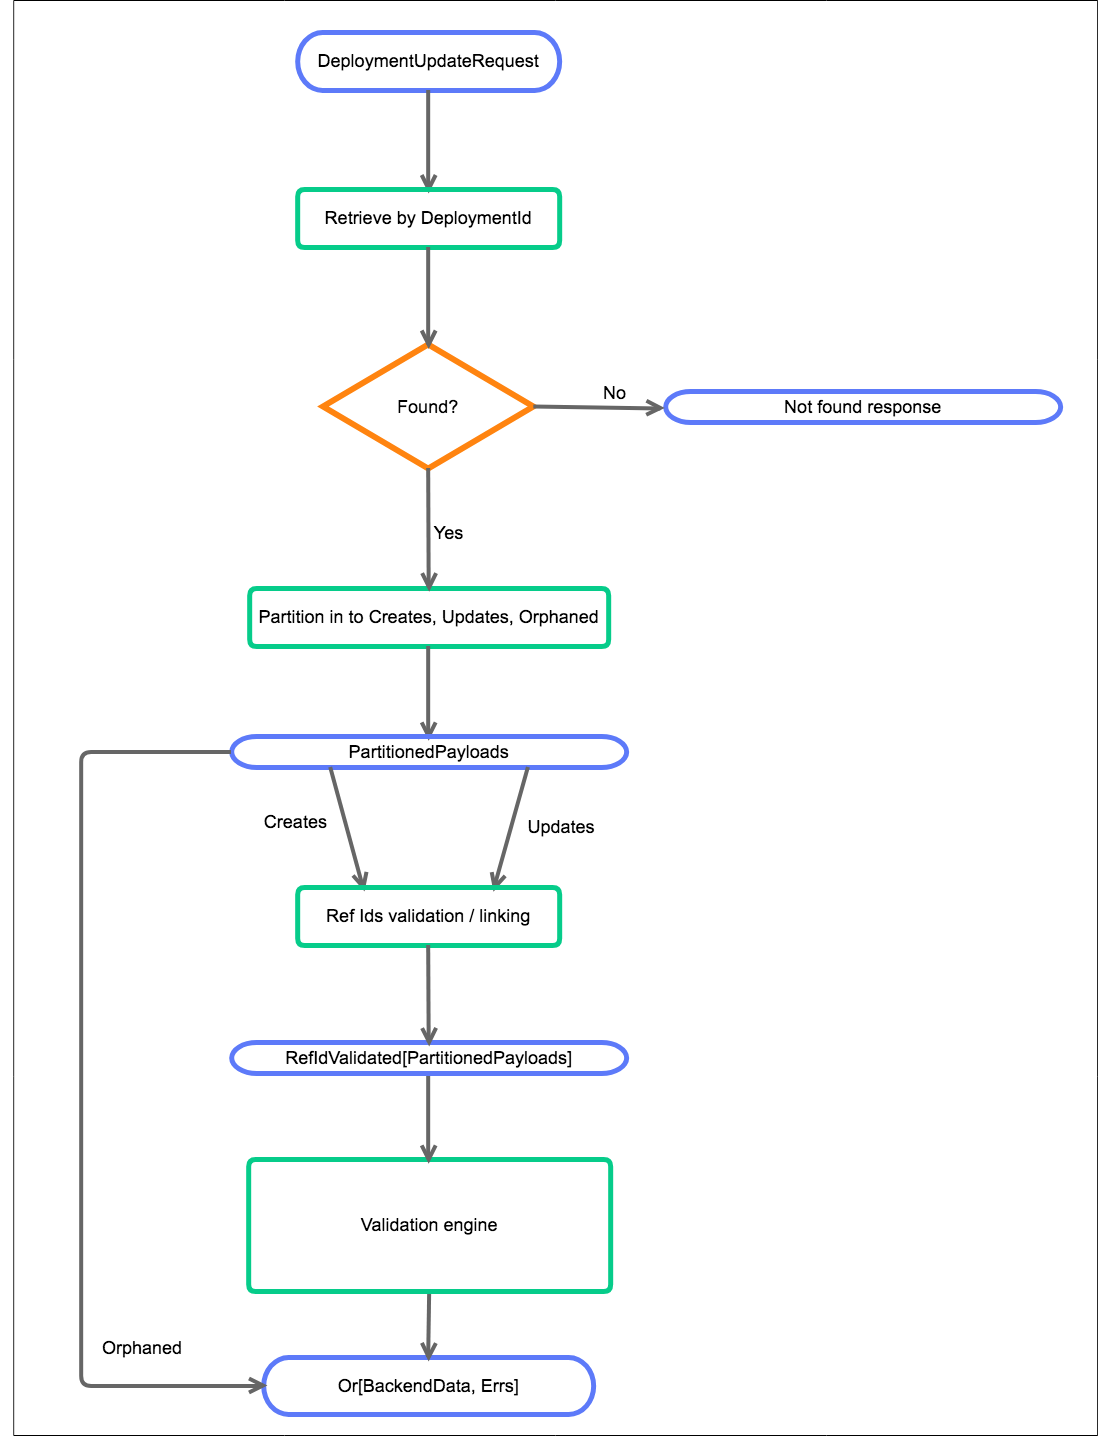 DeploymentUpdateRequest
Retrieve by DeploymentId
Found?
No
Not found response
Yes
Partition in to Creates, Updates, Orphaned
PartitionedPayloads
Creates
Updates
Ref Ids validation / linking
RefIdValidated[PartitionedPayloads]
Validation engine
Orphaned
Or[BackendData, Errs]